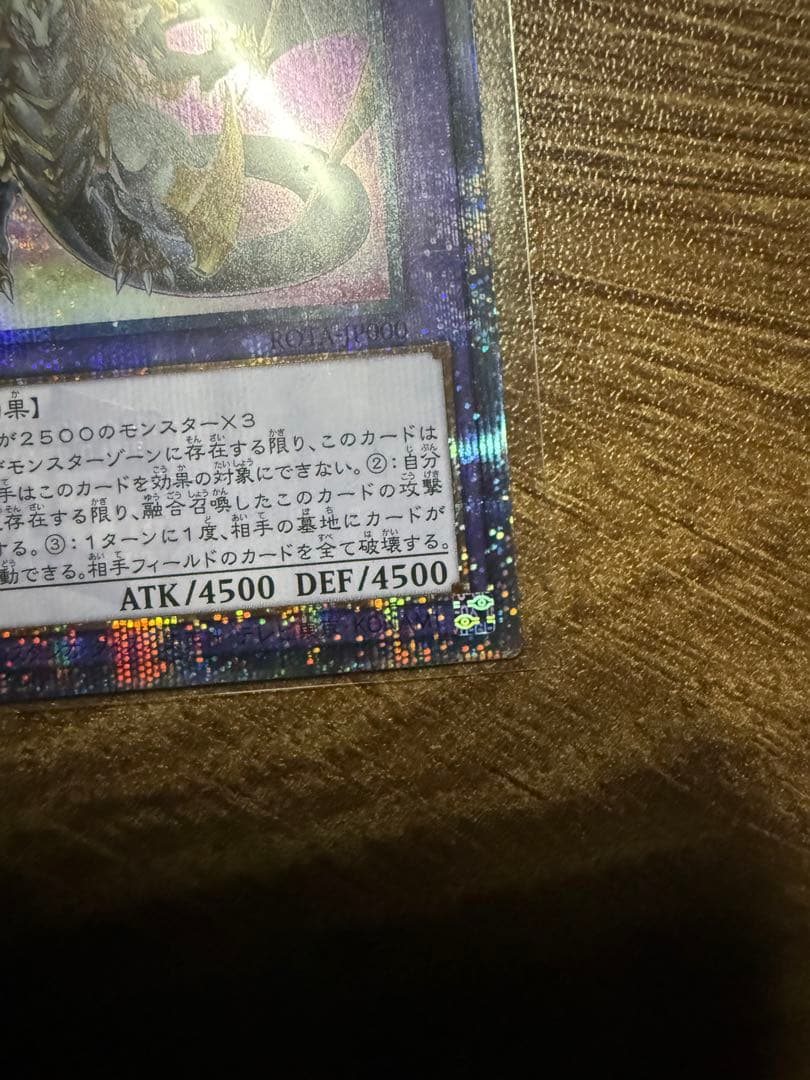 ROTA-JP000
果】
が2500のモンスター×3
モンスターゾーンに存在する限り、このカードは
手はこのカードを効果の対象にできない。②：自分
存在する限り、融合召喚したこのカードの攻撃
する。③：1ターンに1度、相手の墓地にカードが
動できる。相手フィールドのカードを全て破壊する。
ATK/4500 DEF/4500
テレビ東京・KONAMI